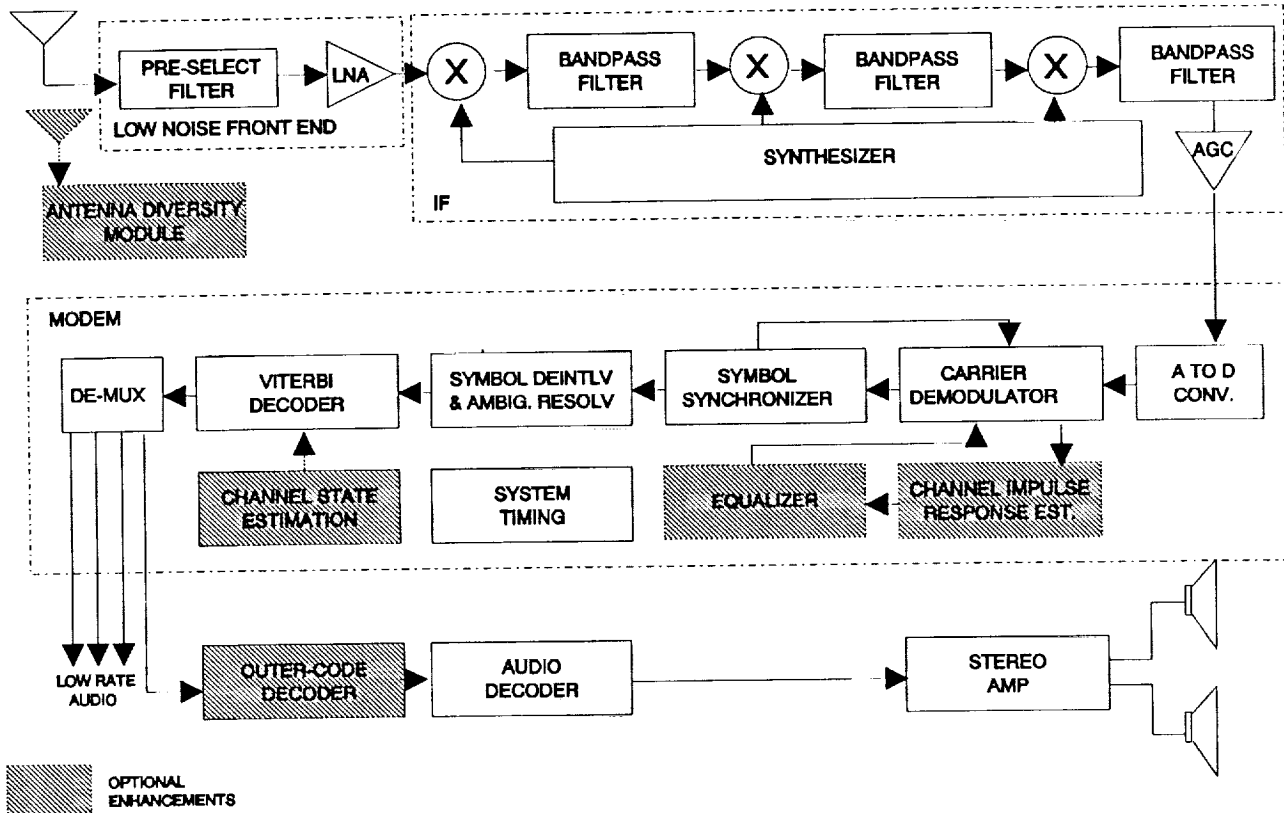 PRE-SELECT
FILTER
LNA
LOW NOISE FRONT END
X
BANDPASS
FILTER
X
BANDPASS
FILTER
X
BANDPASS
FILTER
SYNTHESIZER
AGC
IF
ANTENNA DIVERSITY
MODULE
MODEM
DE-MUX
VITERBI
DECODER
SYMBOL DEINTLV
& AMBIG. RESOLV
SYMBOL
SYNCHRONIZER
CARRIER
DEMODULATOR
A TO D
CONV.
CHANNEL STATE
ESTIMATION
SYSTEM
TIMING
EQUALIZER
CHANNEL IMPULSE
RESPONSE EST.
LOW RATE
AUDIO
OUTER-CODE
DECODER
AUDIO
DECODER
STEREO
AMP
OPTIONAL
ENHANCEMENTS